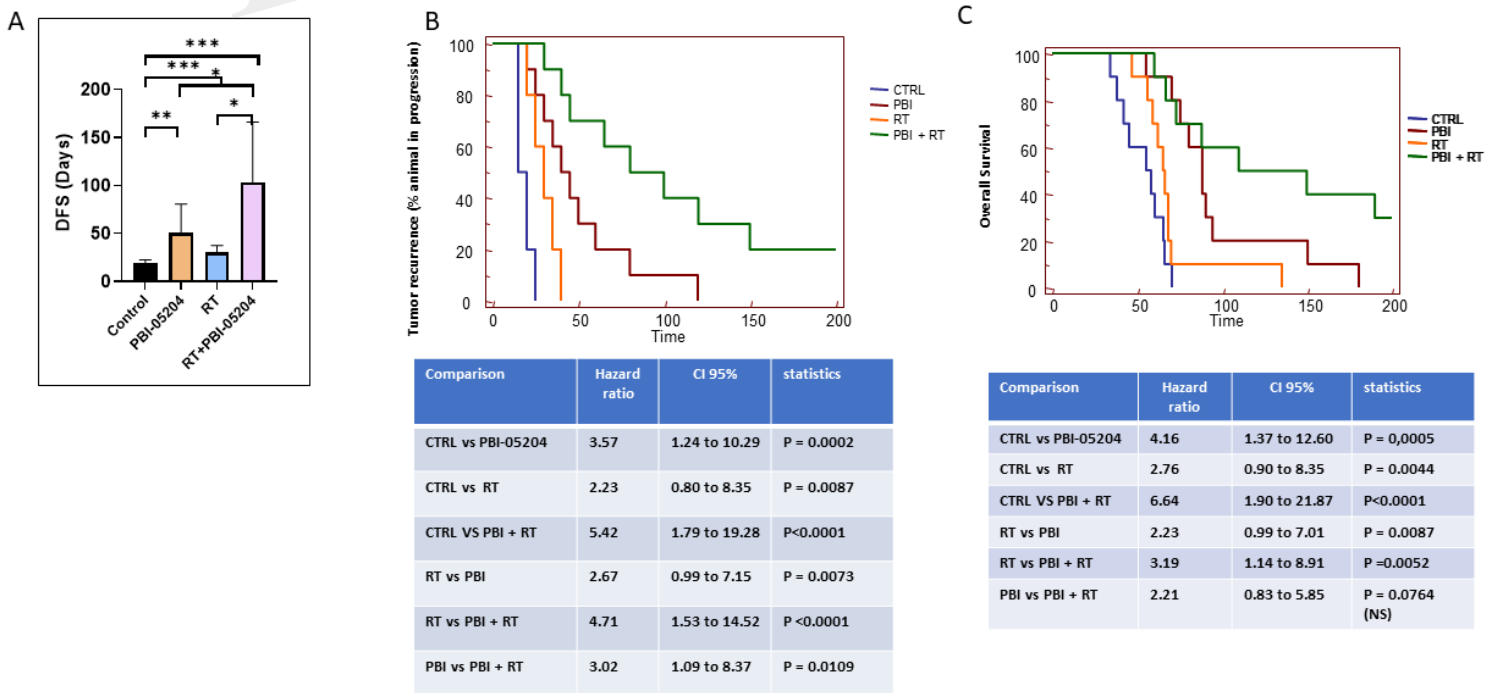 A
***
***
*
**
*
200
150
100
50
0
DFS (Days)
Control
PBI-05204
RT
RT+PBI-05204
B
Tumor recurrence (% animal in progression)
100
80
60
40
20
0
0 50 100 150 200
Time
CTRL
PBI
RT
PBI + RT
Comparison Hazard ratio CI 95% statistics
CTRL vs PBI-05204 3.57 1.24 to 10.29 P = 0.0002
CTRL vs RT 2.23 0.80 to 8.35 P = 0.0087
CTRL VS PBI + RT 5.42 1.79 to 19.28 P<0.0001
RT vs PBI 2.67 0.99 to 7.15 P = 0.0073
RT vs PBI + RT 4.71 1.53 to 14.52 P <0.0001
PBI vs PBI + RT 3.02 1.09 to 8.37 P = 0.0109
C
Overall Survival
100
80
60
40
20
0
0 50 100 150 200
Time
CTRL
PBI
RT
PBI + RT
Comparison Hazard ratio CI 95% statistics
CTRL vs PBI-05204 4.16 1.37 to 12.60 P = 0,0005
CTRL vs RT 2.76 0.90 to 8.35 P = 0.0044
CTRL VS PBI + RT 6.64 1.90 to 21.87 P<0.0001
RT vs PBI 2.23 0.99 to 7.01 P = 0.0087
RT vs PBI + RT 3.19 1.14 to 8.91 P =0.0052
PBI vs PBI + RT 2.21 0.83 to 5.85 P = 0.0764
(NS)